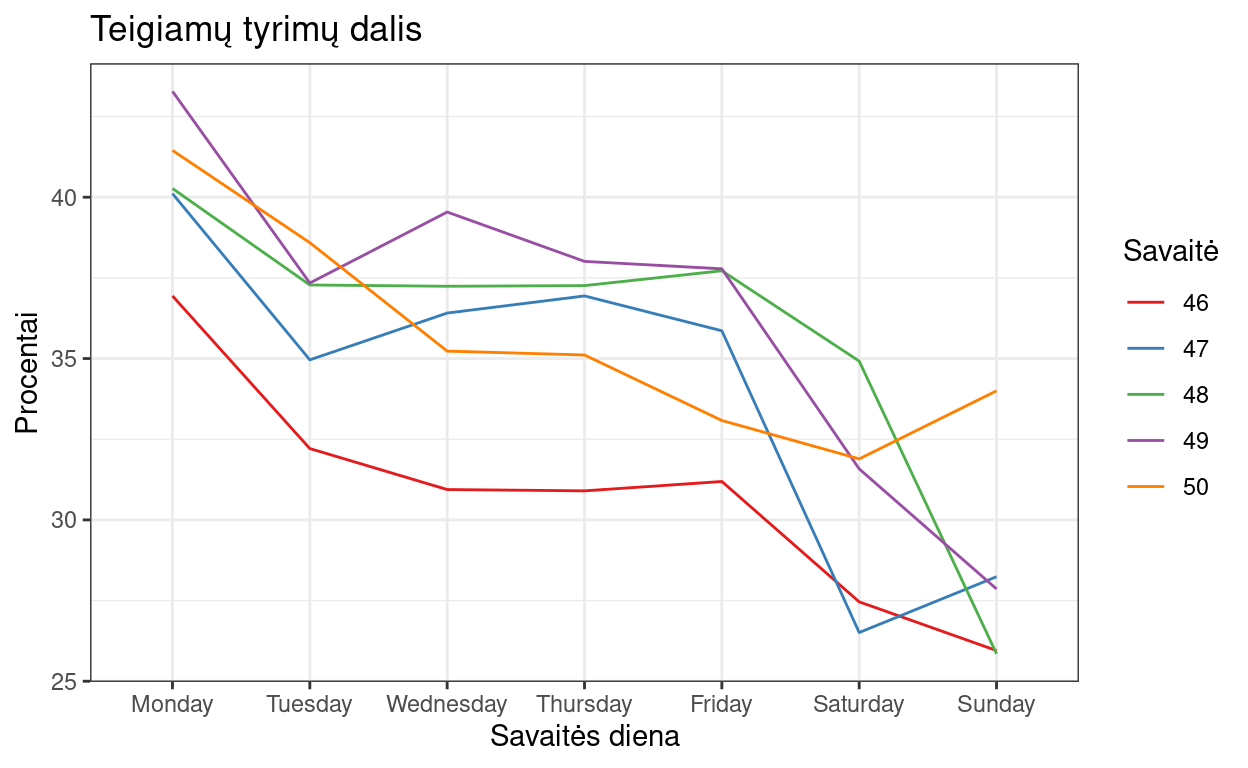 Teigiamų tyrimų dalis
Procentai
40
35
30
25
Monday Tuesday Wednesday Thursday Friday Saturday Sunday
Savaitės diena
Savaitė
46
47
48
49
50